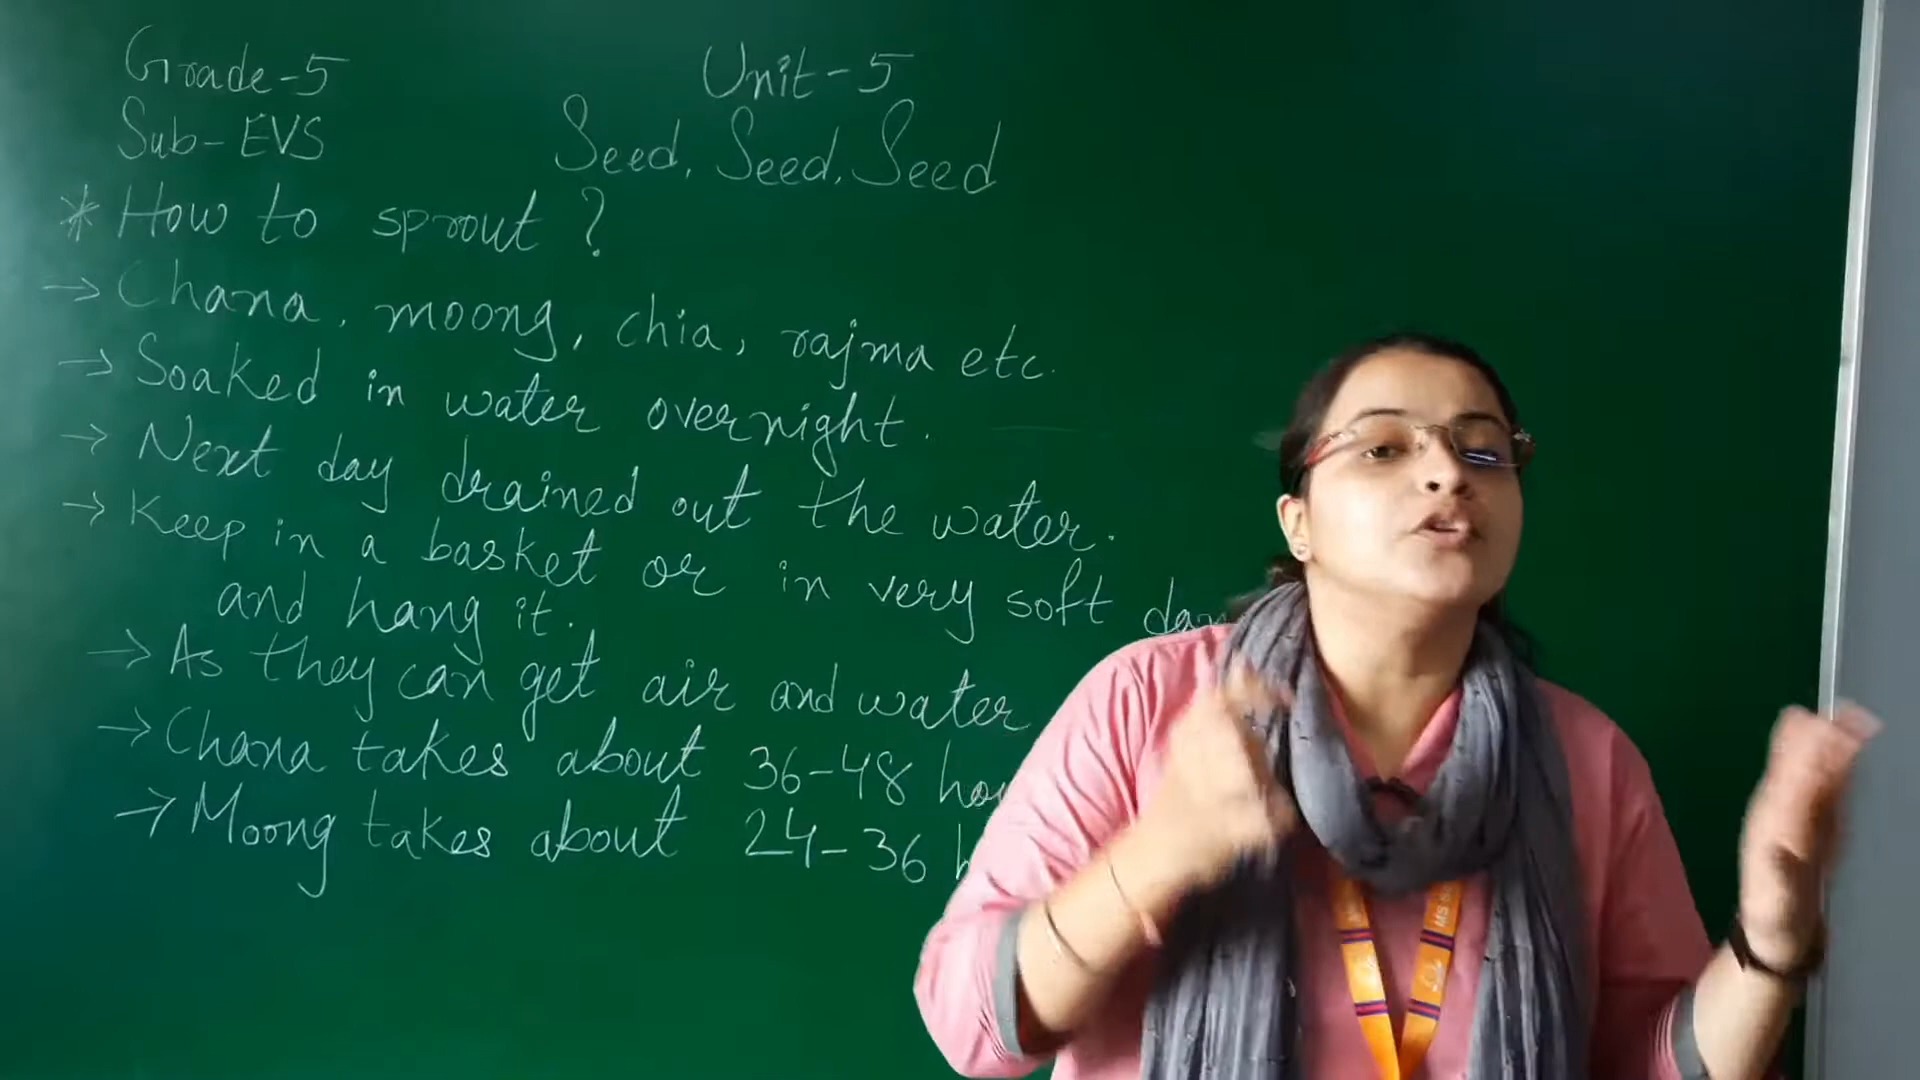 Grade-5
Unit-5
Sub-EVS
Seed, Seed, Seed
* How to sprout ?
→ Chana, moong, chia, rajma etc.
→ Soaked in water overnight.
→ Next day drained out the water.
→ Keep in a basket or in very soft
and hang it.
→ As they can get air and water
→ Chana takes about 36-48
→ Moong takes about 24-36